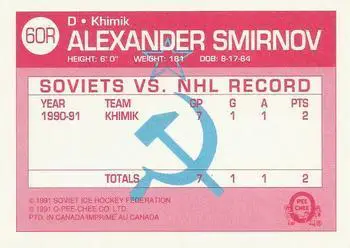 60R
D • Khimik
ALEXANDER SMIRNOV
HEIGHT: 6' 0" WEIGHT: 181 DOB: 8-17-64
SOVIETS VS. NHL RECORD
YEAR TEAM GP G A PTS
1990-91 KHIMIK 7 1 1 2
TOTALS 7 1 1 2
© 1991 SOVIET ICE HOCKEY FEDERATION
© 1991 O-PEE-CHEE CO. LTD.
PTD. IN CANADA/IMPRIMÉ AU CANADA
O
PEE
CHEE